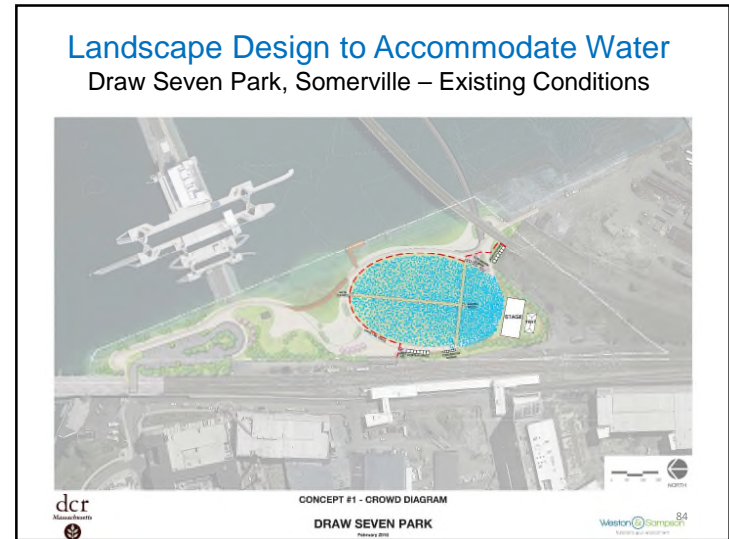 Landscape Design to Accommodate Water
Draw Seven Park, Somerville – Existing Conditions
STAGE
TENT
NORTH
dcr
Massachusetts
CONCEPT #1 - CROWD DIAGRAM
DRAW SEVEN PARK
February 2016
Weston & Sampson
84